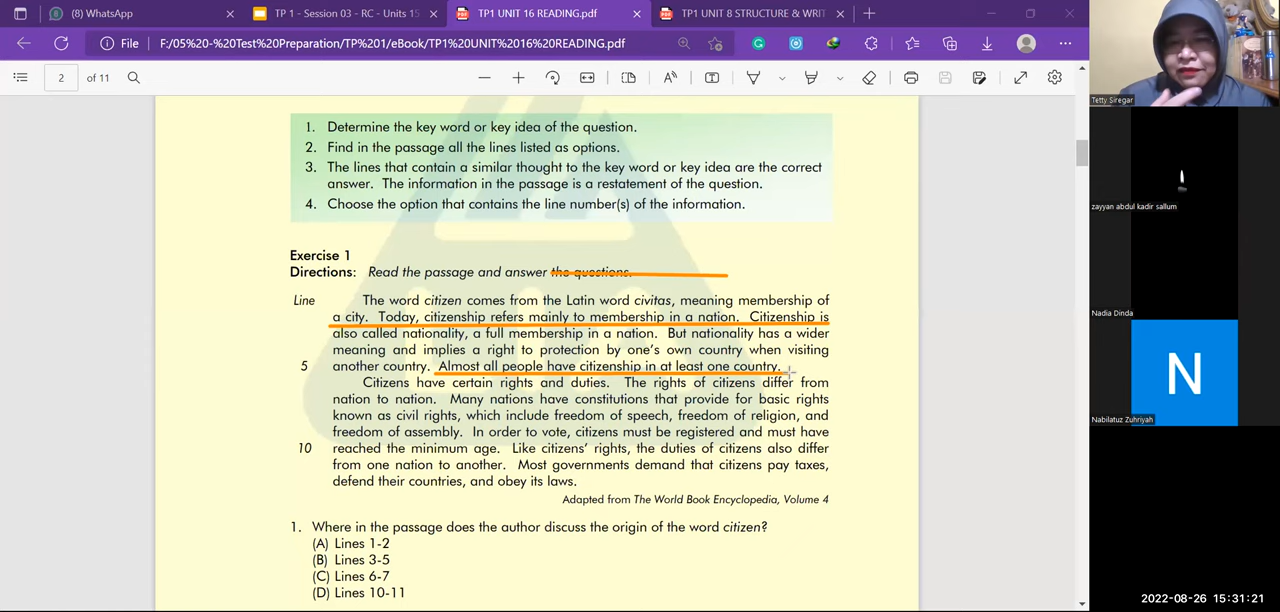 (8) WhatsApp
TP 1 - Session 03 - RC - Units 15
TP1 UNIT 16 READING.pdf
TP1 UNIT 8 STRUCTURE & WRIT
File
F:/05%20-%20Test%20Preparation/TP%201/eBook/TP1%20UNIT%2016%20READING.pdf
2 of 11
1. Determine the key word or key idea of the question.
2. Find in the passage all the lines listed as options.
3. The lines that contain a similar thought to the key word or key idea are the correct
answer. The information in the passage is a restatement of the question.
4. Choose the option that contains the line number(s) of the information.
Exercise 1
Directions: Read the passage and answer the questions.
Line The word citizen comes from the Latin word civitas, meaning membership of
a city. Today, citizenship refers mainly to membership in a nation. Citizenship is
also called nationality, a full membership in a nation. But nationality has a wider
meaning and implies a right to protection by one's own country when visiting
5 another country. Almost all people have citizenship in at least one country.
Citizens have certain rights and duties. The rights of citizens differ from
nation to nation. Many nations have constitutions that provide for basic rights
known as civil rights, which include freedom of speech, freedom of religion, and
freedom of assembly. In order to vote, citizens must be registered and must have
10 reached the minimum age. Like citizens' rights, the duties of citizens also differ
from one nation to another. Most governments demand that citizens pay taxes,
defend their countries, and obey its laws.
Adapted from The World Book Encyclopedia, Volume 4
1. Where in the passage does the author discuss the origin of the word citizen?
(A) Lines 1-2
(B) Lines 3-5
(C) Lines 6-7
(D) Lines 10-11
Tetty Siregar
zayyan abdul kadir sallum
Nadia Dinda
N
Nabilatuz Zuhriyah
2022-08-26 15:31:21